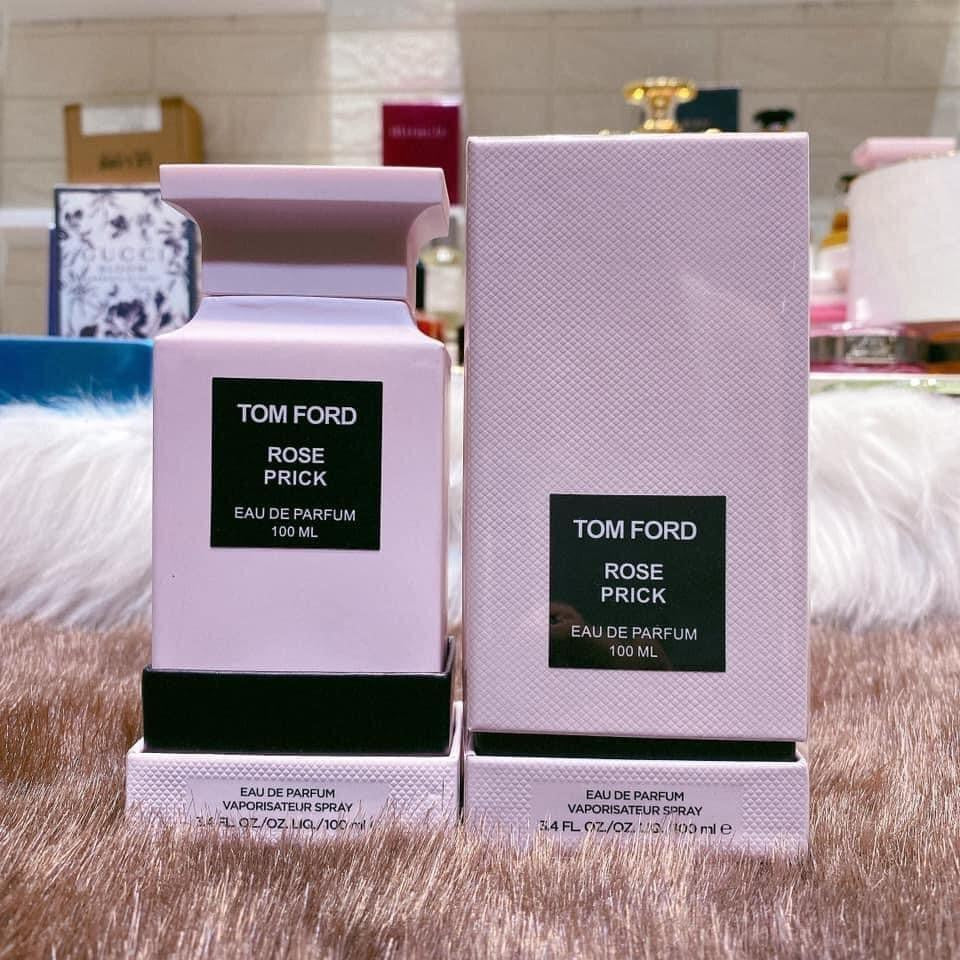 GUCCI
BLOOM
TOM FORD
ROSE
PRICK
EAU DE PARFUM
100 ML
EAU DE PARFUM
VAPORISATEUR SPRAY
3.4 FL. OZ./OZ. LIQ./100 ml
TOM FORD
ROSE
PRICK
EAU DE PARFUM
100 ML
EAU DE PARFUM
VAPORISATEUR SPRAY
3.4 FL. OZ./OZ. LIQ./100 ml e